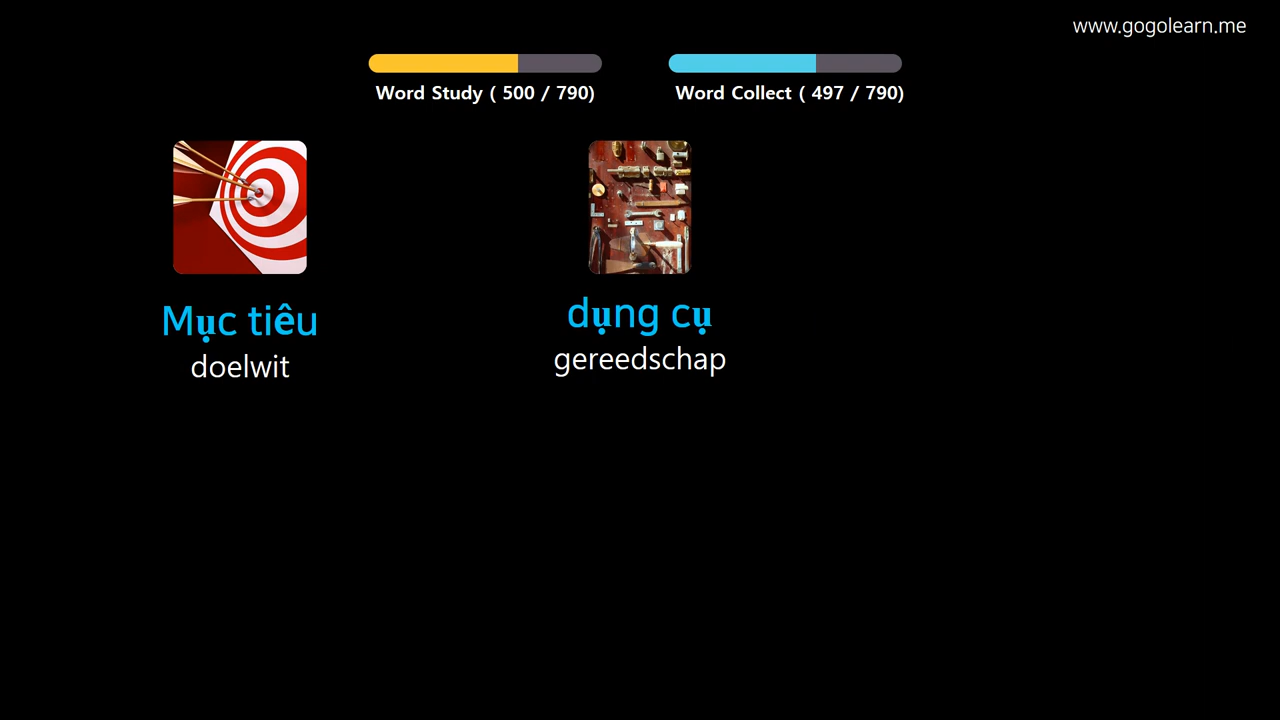 www.gogolearn.me
Word Study ( 500 / 790)
Word Collect ( 497 / 790)
Mục tiêu
doelwit
dụng cụ
gereedschap